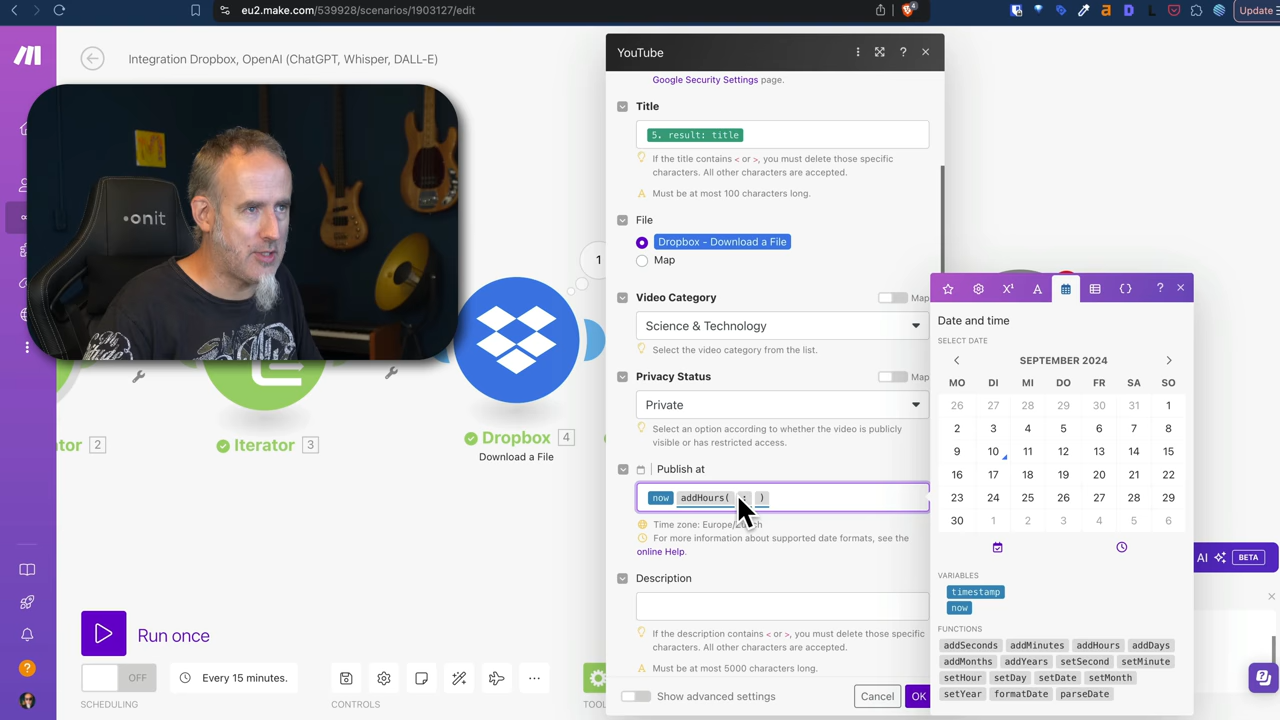 eu2.make.com/539928/scenarios/1903127/edit
4
Update
Integration Dropbox, OpenAI (ChatGPT, Whisper, DALL-E)
YouTube
Google Security Settings page.
Title
5. result: title
If the title contains < or >, you must delete those specific
characters. All other characters are accepted.
Must be at most 100 characters long.
File
Dropbox - Download a File
Map
Video Category
Map
Science & Technology
Select the video category from the list.
Privacy Status
Map
Private
Select an option according to whether the video is publicly
visible or has restricted access.
Publish at
now addHours( ; )
Time zone:
For more information about supported date formats, see the
online Help.
Description
If the description contains < or >, you must delete those specific
characters. All other characters are accepted.
Must be at most 5000 characters long.
Show advanced settings
Cancel
OK
onit
1
tor 2
Iterator 3
Dropbox 4
Download a File
Run once
OFF
Every 15 minutes.
SCHEDULING
CONTROLS
TOOL
Date and time
SELECT DATE
SEPTEMBER 2024
MO DI MI DO FR SA SO
26 27 28 29 30 31 1
2 3 4 5 6 7 8
9 10 11 12 13 14 15
16 17 18 19 20 21 22
23 24 25 26 27 28 29
30 1 2 3 4 5 6
VARIABLES
timestamp
now
FUNCTIONS
addSeconds addMinutes addHours addDays
addMonths addYears setSecond setMinute
setHour setDay setDate setMonth
setYear formatDate parseDate
AI BETA